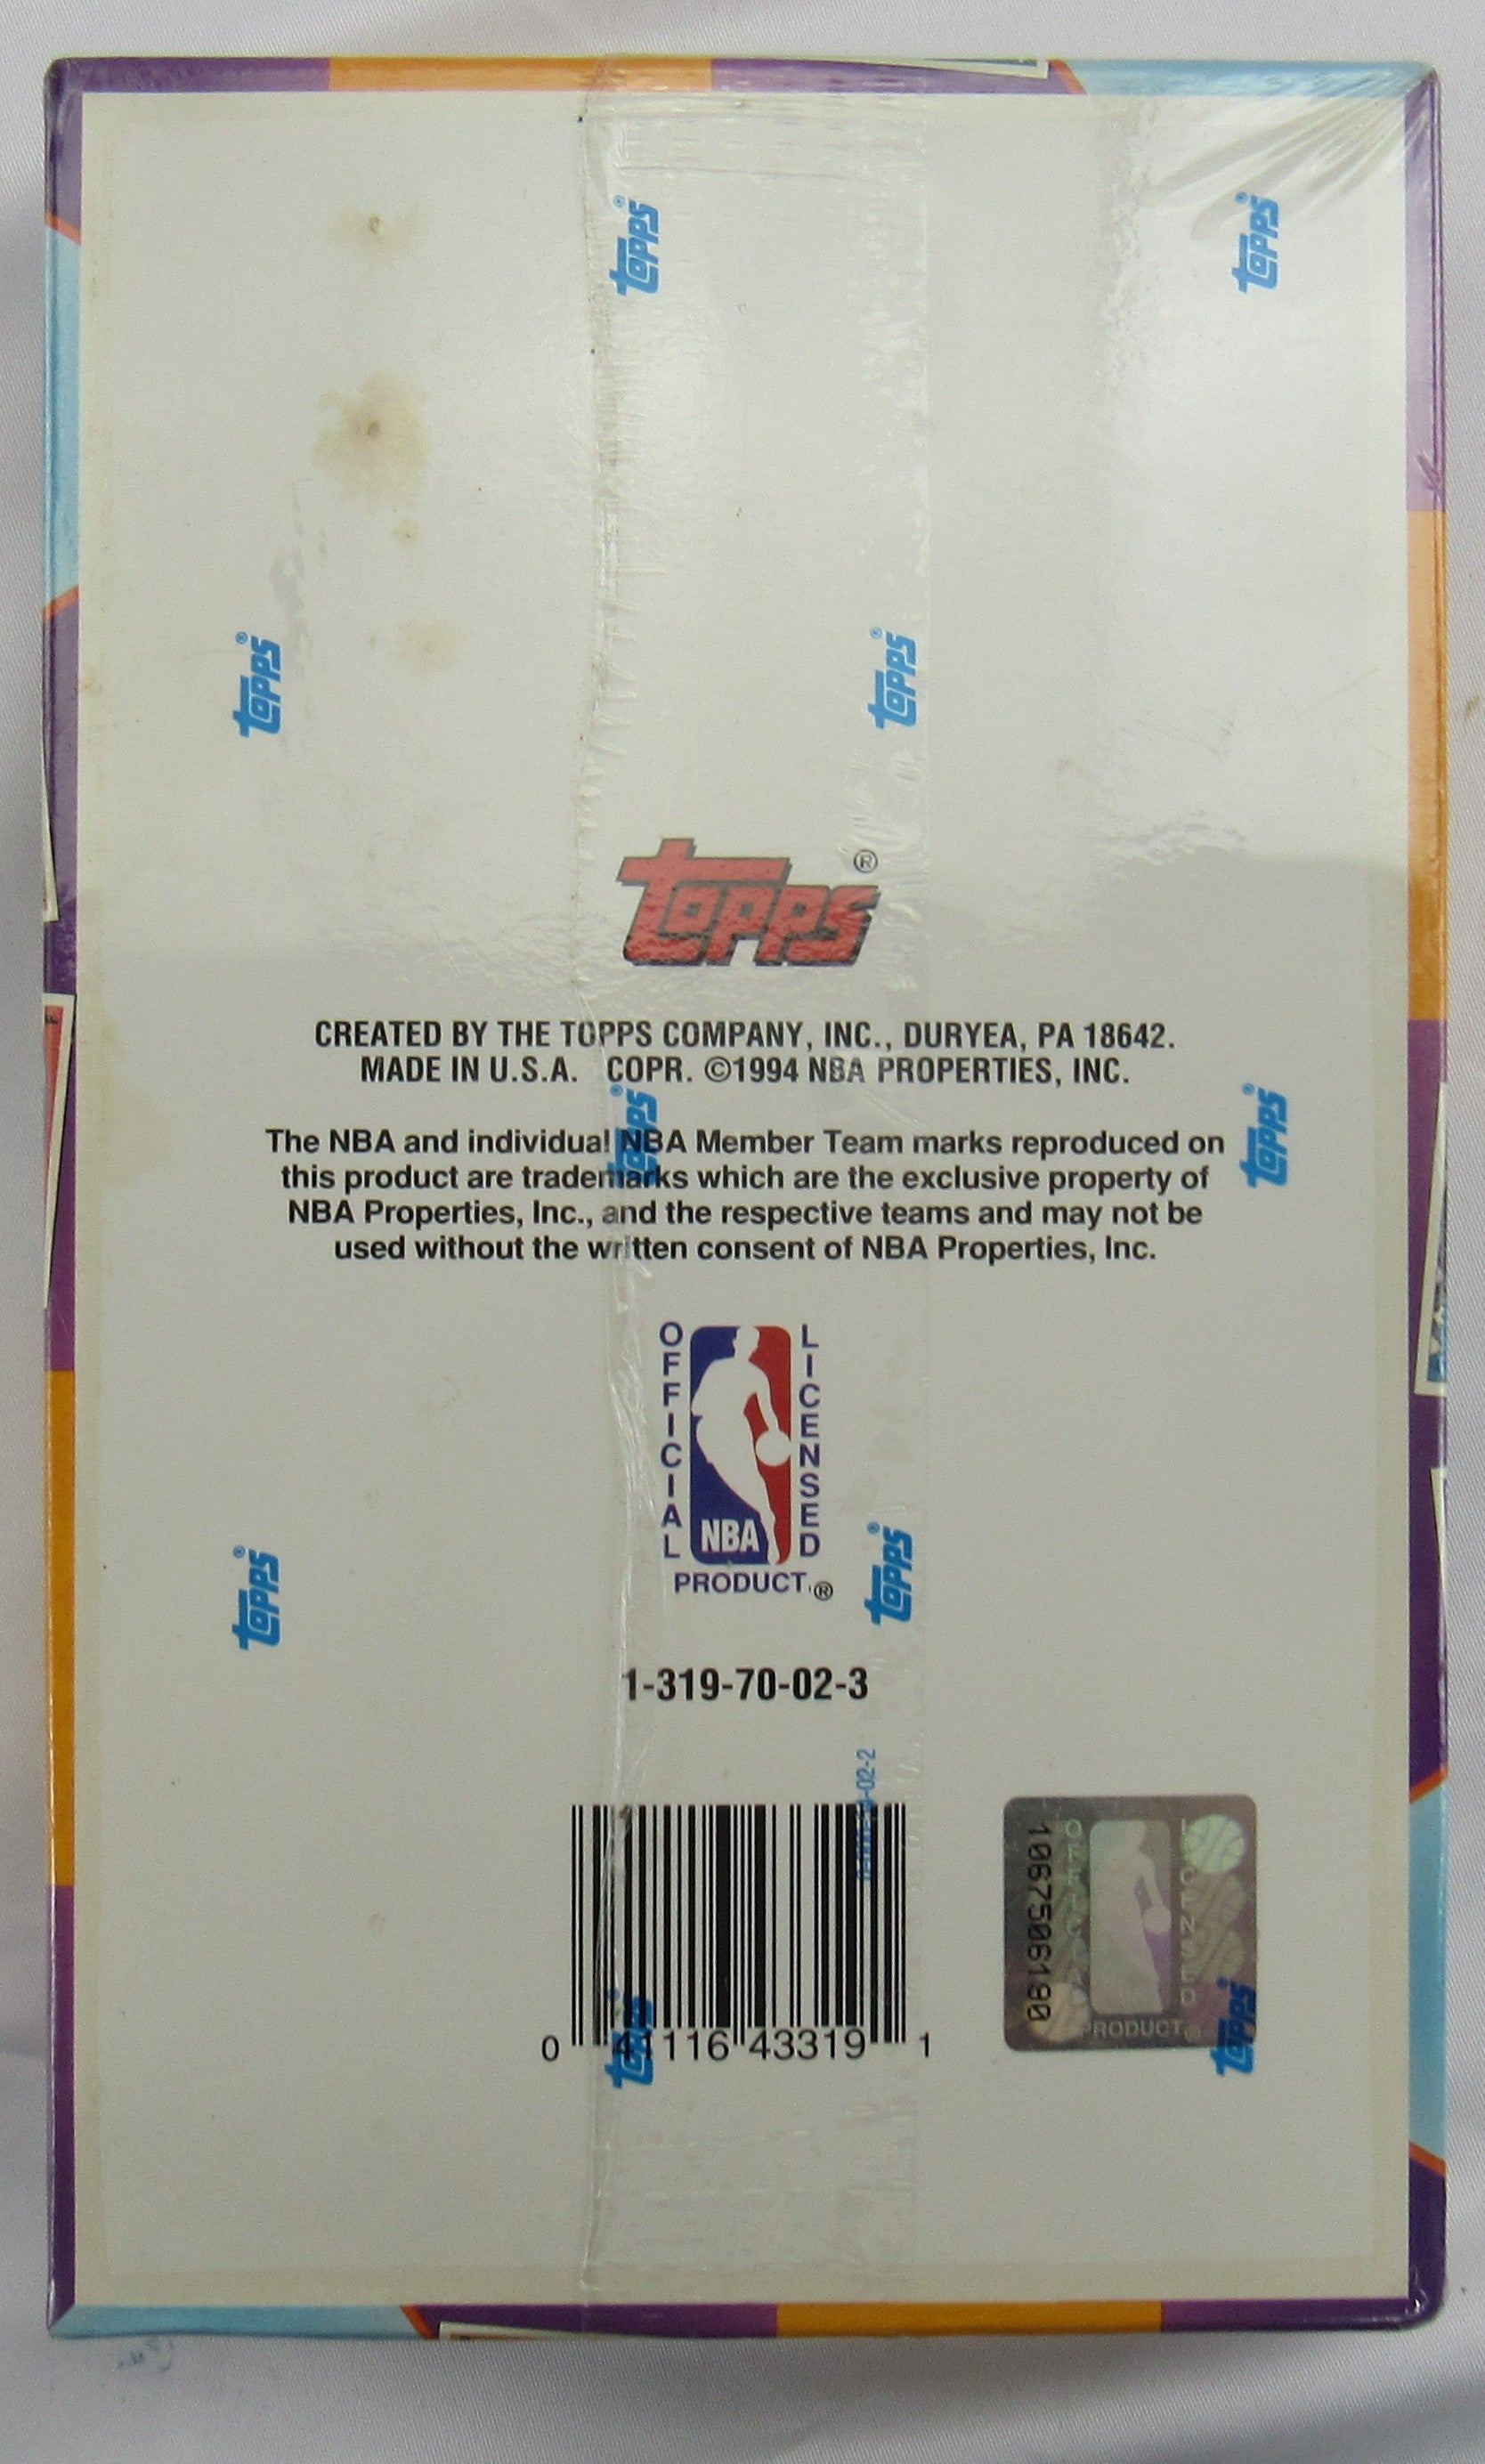 topps®
topps®
topps®
topps®
topps®
CREATED BY THE TOPPS COMPANY, INC., DURYEA, PA 18642.
MADE IN U.S.A. COPR. ©1994 NBA PROPERTIES, INC.
topps®
topps®
The NBA and individual NBA Member Team marks reproduced on
this product are trademarks which are the exclusive property of
NBA Properties, Inc., and the respective teams and may not be
used without the written consent of NBA Properties, Inc.
OFFICIAL
LICENSED
NBA
PRODUCT ®
topps®
topps®
1-319-70-02-3
0 41116 43319 1
topps
10675061190
OFFICIAL
LICENSED
PRODUCT®
topps